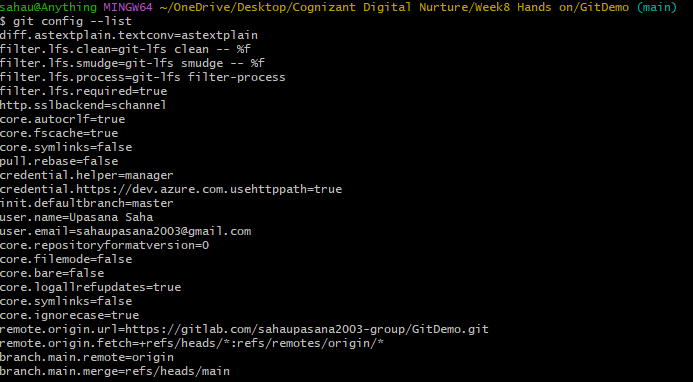 sahau@Anything MINGW64 ~/OneDrive/Desktop/Cognizant Digital Nurture/Week8 Hands on/GitDemo (main)
$ git config --list
diff.astextplain.textconv=astextplain
filter.lfs.clean=git-lfs clean -- %f
filter.lfs.smudge=git-lfs smudge -- %f
filter.lfs.process=git-lfs filter-process
filter.lfs.required=true
http.sslbackend=schannel
core.autocrlf=true
core.fscache=true
core.symlinks=false
pull.rebase=false
credential.helper=manager
credential.https://dev.azure.com.usehttppath=true
init.defaultbranch=master
user.name=Upasana Saha
user.email=sahaupasana2003@gmail.com
core.repositoryformatversion=0
core.filemode=false
core.bare=false
core.logallrefupdates=true
core.symlinks=false
core.ignorecase=true
remote.origin.url=https://gitlab.com/sahaupasana2003-group/GitDemo.git
remote.origin.fetch=+refs/heads/*:refs/remotes/origin/*
branch.main.remote=origin
branch.main.merge=refs/heads/main